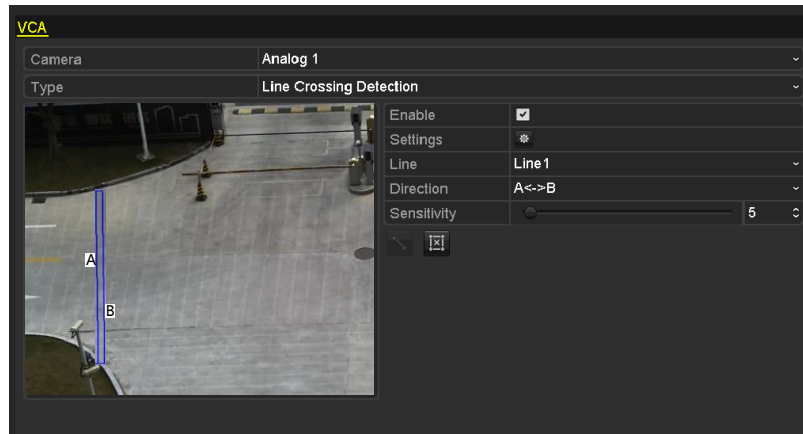 VCA
Camera Analog 1
Type Line Crossing Detection
Enable
Settings
Line Line1
Direction A<->B
Sensitivity 5
A
B